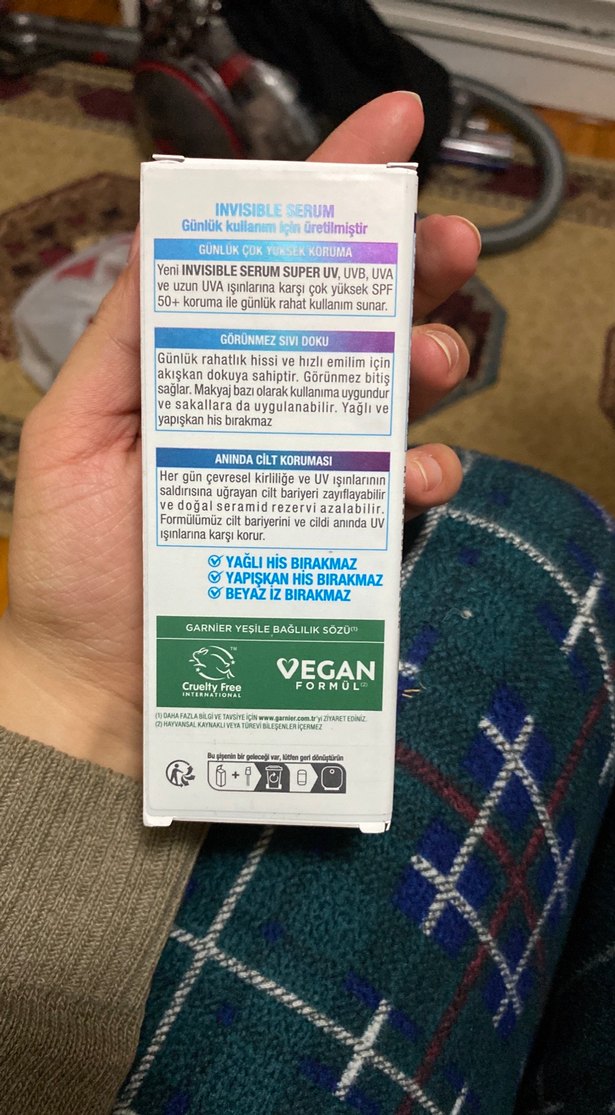 INVISIBLE SERUM
Günlük kullanım için üretilmiştir
GÜNLÜK ÇOK YÜKSEK KORUMA
Yeni INVISIBLE SERUM SUPER UV, UVB, UVA
ve uzun UVA ışınlarına karşı çok yüksek SPF
50+ koruma ile günlük rahat kullanım sunar.
GÖRÜNMEZ SIVI DOKU
Günlük rahatlık hissi ve hızlı emilim için
akışkan dokuya sahiptir. Görünmez bitiş
sağlar. Makyaj bazı olarak kullanıma uygundur
ve sakallara da uygulanabilir. Yağlı ve
yapışkan his bırakmaz
ANINDA CİLT KORUMASI
Her gün çevresel kirliliğe ve UV ışınlarının
saldırısına uğrayan cilt bariyeri zayıflayabilir
ve doğal seramid rezervi azalabilir.
Formülümüz cilt bariyerini ve cildi anında UV
ışınlarına karşı korur.
YAĞLI HİS BIRAKMAZ
YAPIŞKAN HİS BIRAKMAZ
BEYAZ İZ BIRAKMAZ
GARNİER YEŞİLE BAĞLILIK SÖZÜ(1)
TM
Cruelty Free
INTERNATIONAL
VEGAN
FORMÜL(2)
(1) DAHA FAZLA BİLGİ VE TAVSİYE İÇİN www.garnier.com.tr'yi ZİYARET EDİNİZ.
(2) HAYVANSAL KAYNAKLI VEYA TÜREVİ BİLEŞENLER İÇERMEZ
Bu şişenin bir geleceği var, lütfen geri dönüştürün